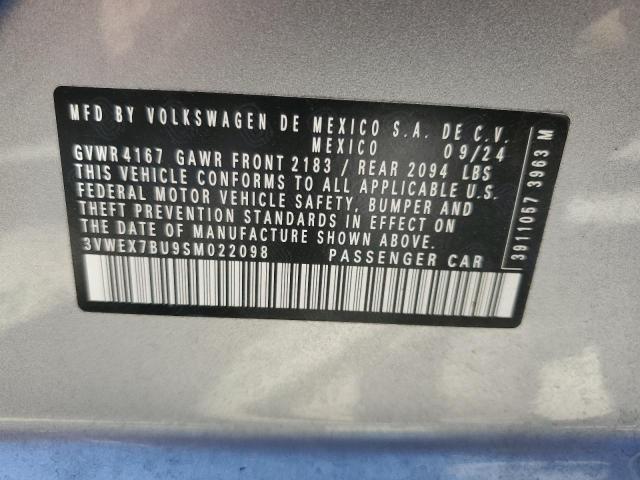 MFD BY VOLKSWAGEN DE MEXICO S.A. DE C.V.
MEXICO 09/24
GVWR 4167 GAWR FRONT 2183 / REAR 2094 LBS
THIS VEHICLE CONFORMS TO ALL APPLICABLE U.S.
FEDERAL MOTOR VEHICLE SAFETY, BUMPER AND
THEFT PREVENTION STANDARDS IN EFFECT ON
THE DATE OF MANUFACTURE SHOWN ABOVE.
3VWEX7BU9SM022098 PASSENGER CAR
3911057 3963 M